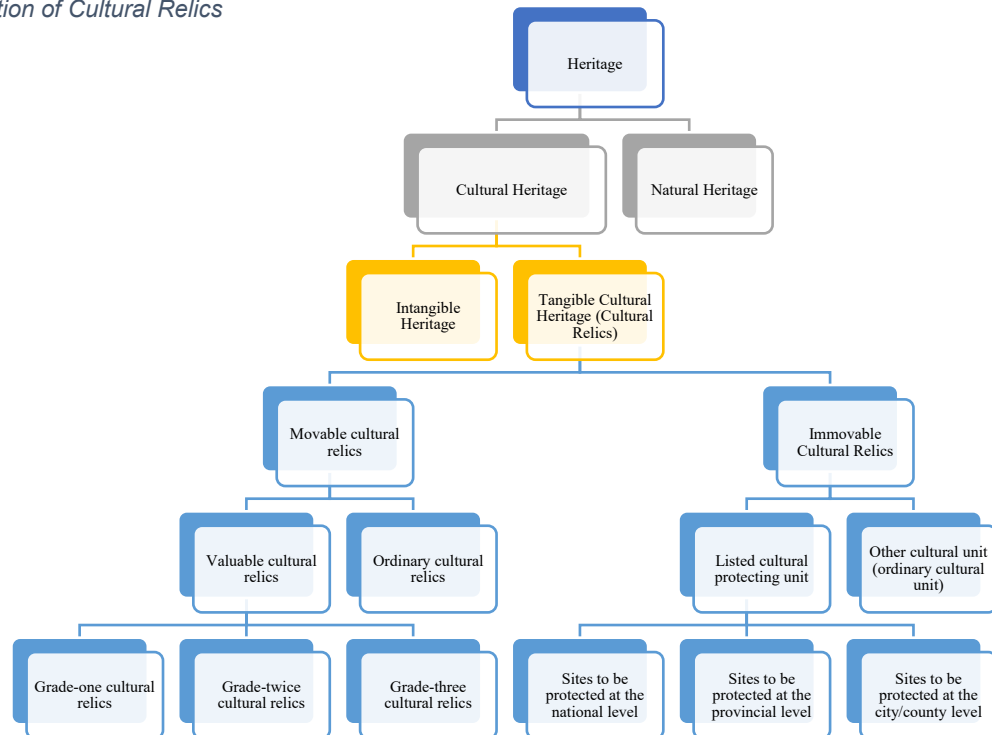 tion of Cultural Relics
Heritage
Cultural Heritage
Natural Heritage
Intangible
Heritage
Tangible Cultural
Heritage (Cultural
Relics)
Movable cultural
relics
Immovable
Cultural Relics
Valuable cultural
relics
Ordinary cultural
relics
Listed cultural
protecting unit
Other cultural unit
(ordinary cultural
unit)
Grade-one cultural
relics
Grade-twice
cultural relics
Grade-three
cultural relics
Sites to be
protected at the
national level
Sites to be
protected at the
provincial level
Sites to be
protected at the
city/county level